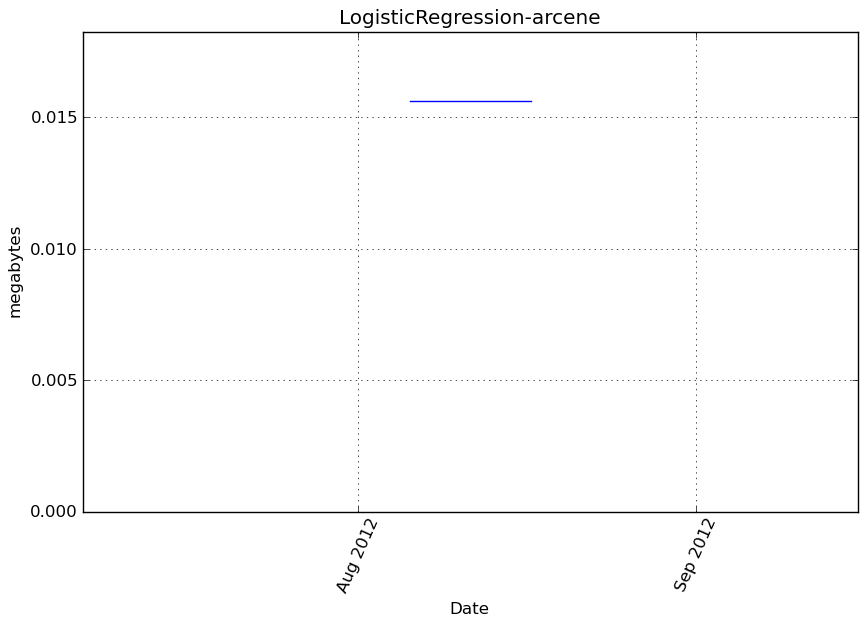 LogisticRegression-arcene
0.015
0.010
0.005
0.000
megabytes
Aug 2012
Sep 2012
Date